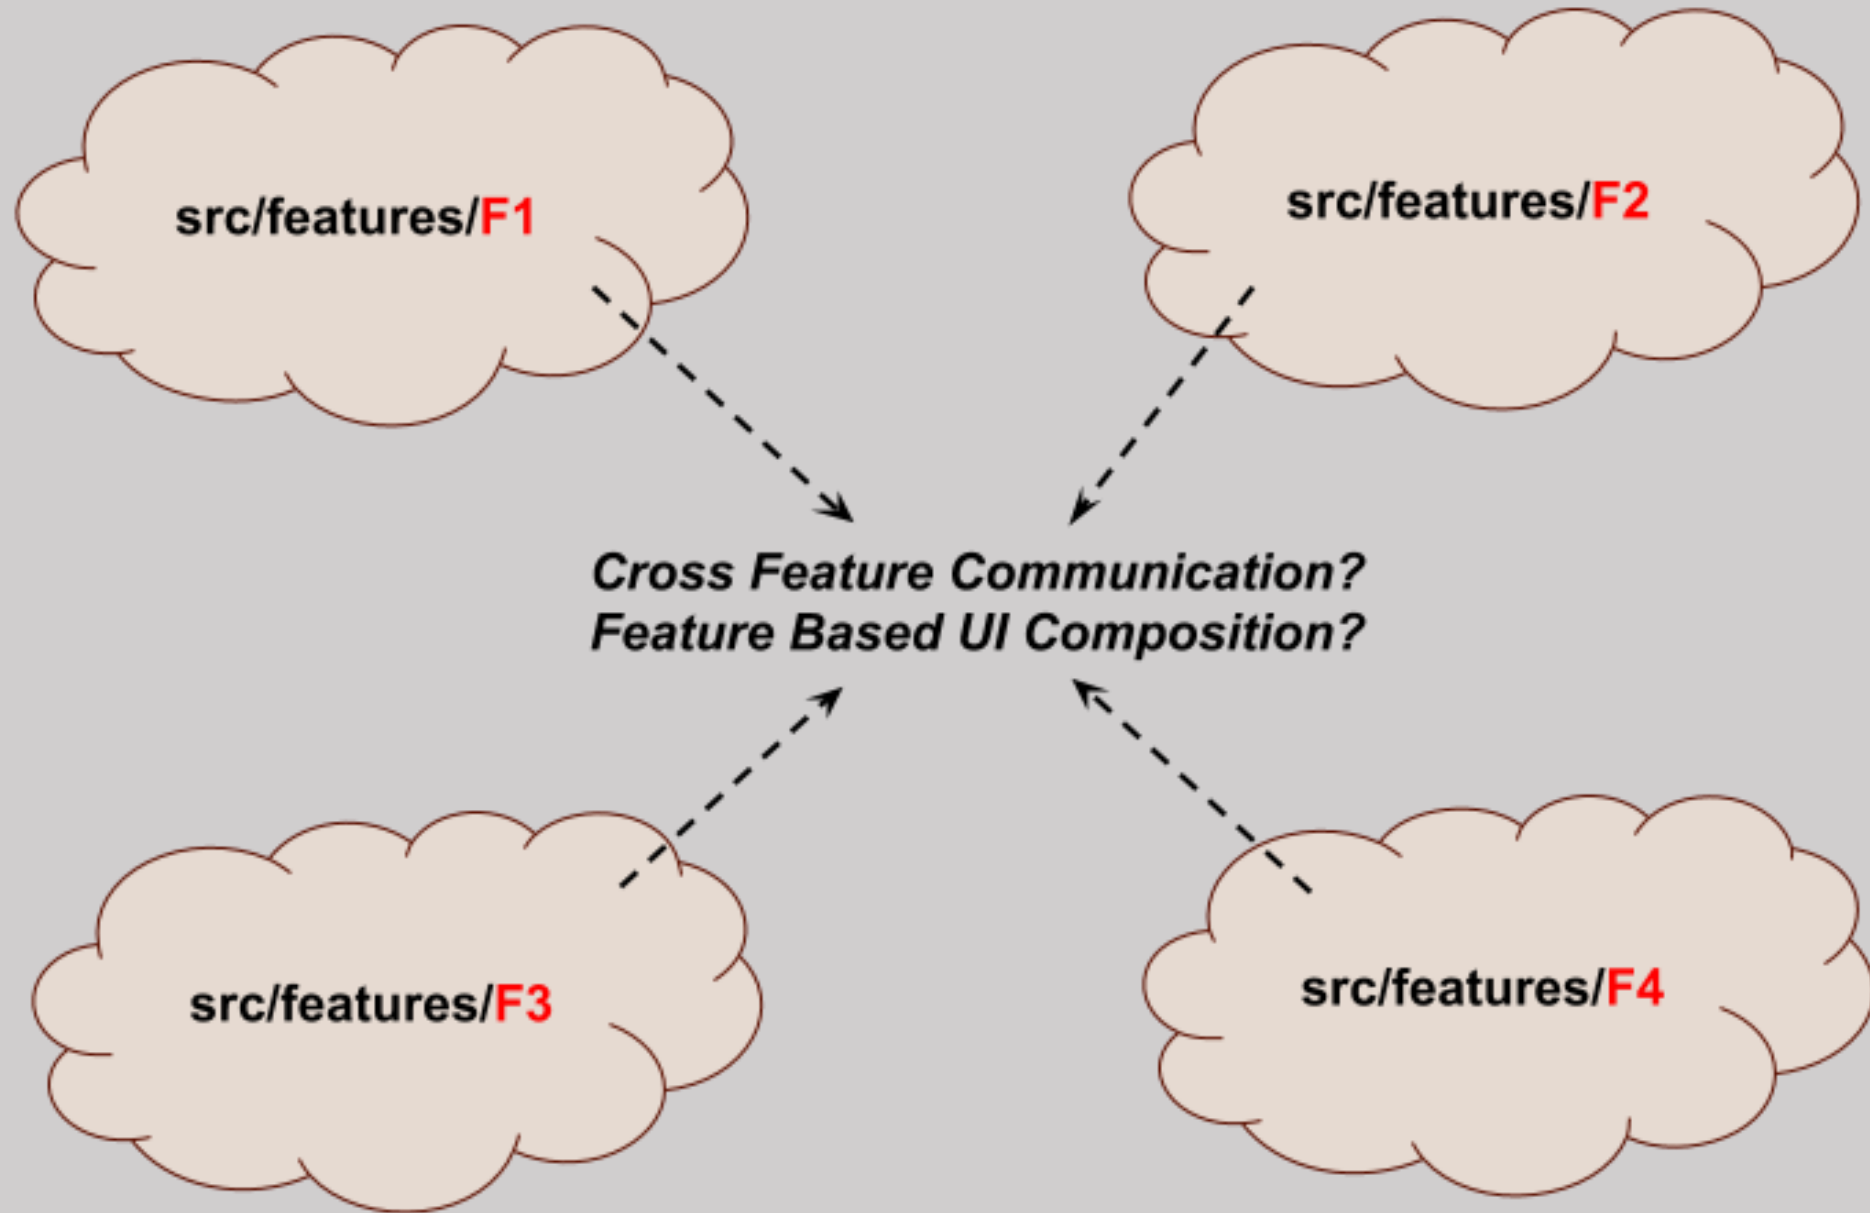 src/features/F1
src/features/F2
Cross Feature Communication?
Feature Based UI Composition?
src/features/F3
src/features/F4